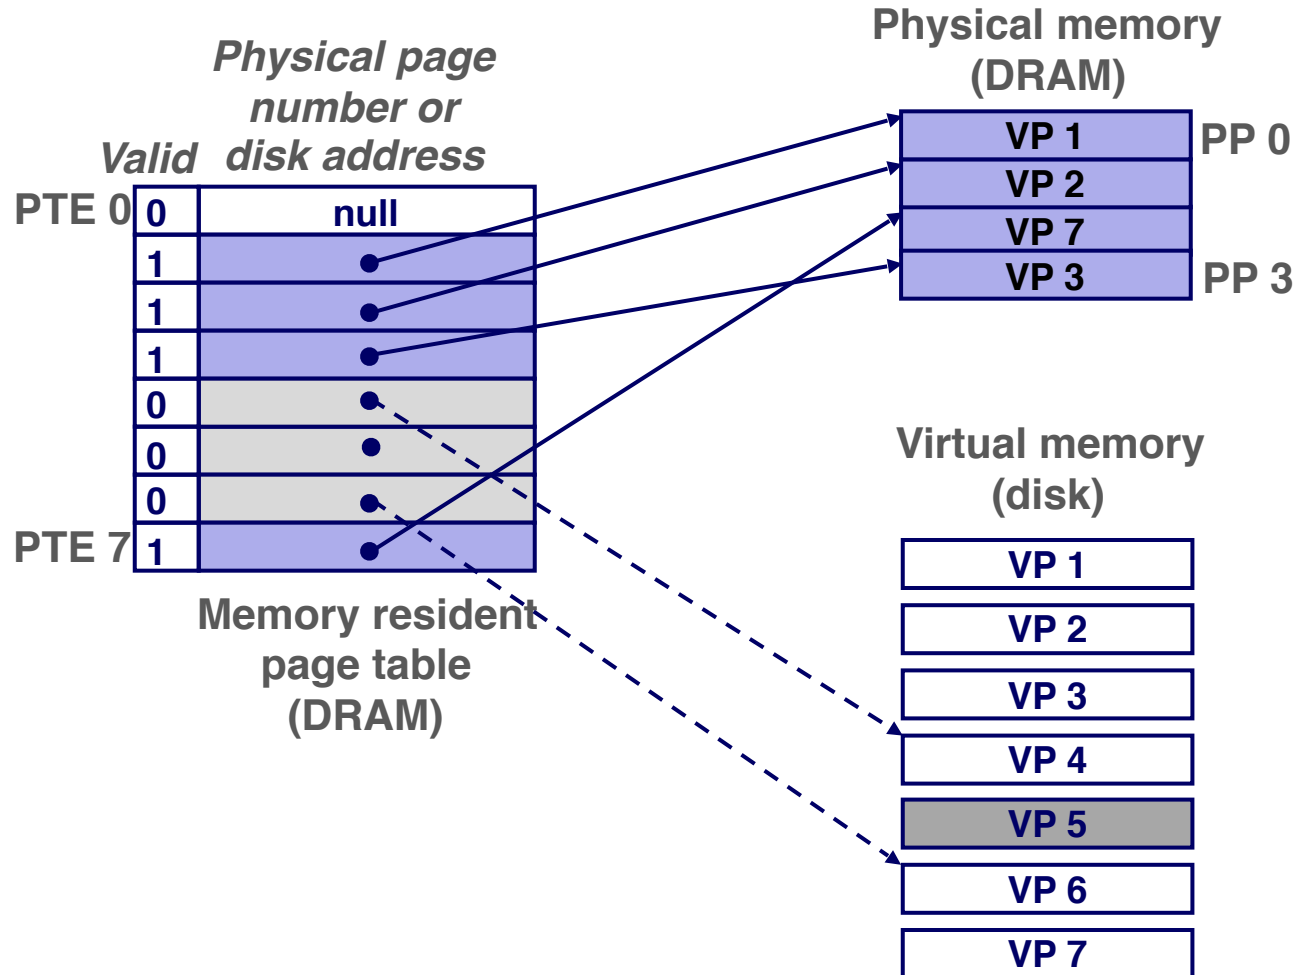 Physical page
number or
disk address
Valid
PTE 0
0
null
1
1
1
0
0
0
PTE 7
1
Memory resident
page table
(DRAM)
Physical memory
(DRAM)
VP 1
PP 0
VP 2
VP 7
VP 3
PP 3
Virtual memory
(disk)
VP 1
VP 2
VP 3
VP 4
VP 5
VP 6
VP 7